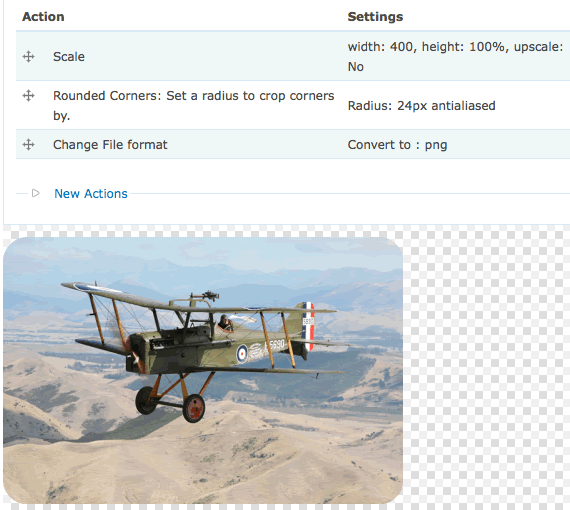 Action Settings
Scale width: 400, height: 100%, upscale:
No
Rounded Corners: Set a radius to crop corners
by. Radius: 24px antialiased
Change File format Convert to : png
New Actions